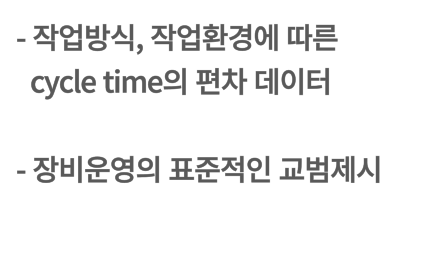 - 작업방식, 작업환경에 따른
cycle time의 편차 데이터
- 장비운영의 표준적인 교범제시